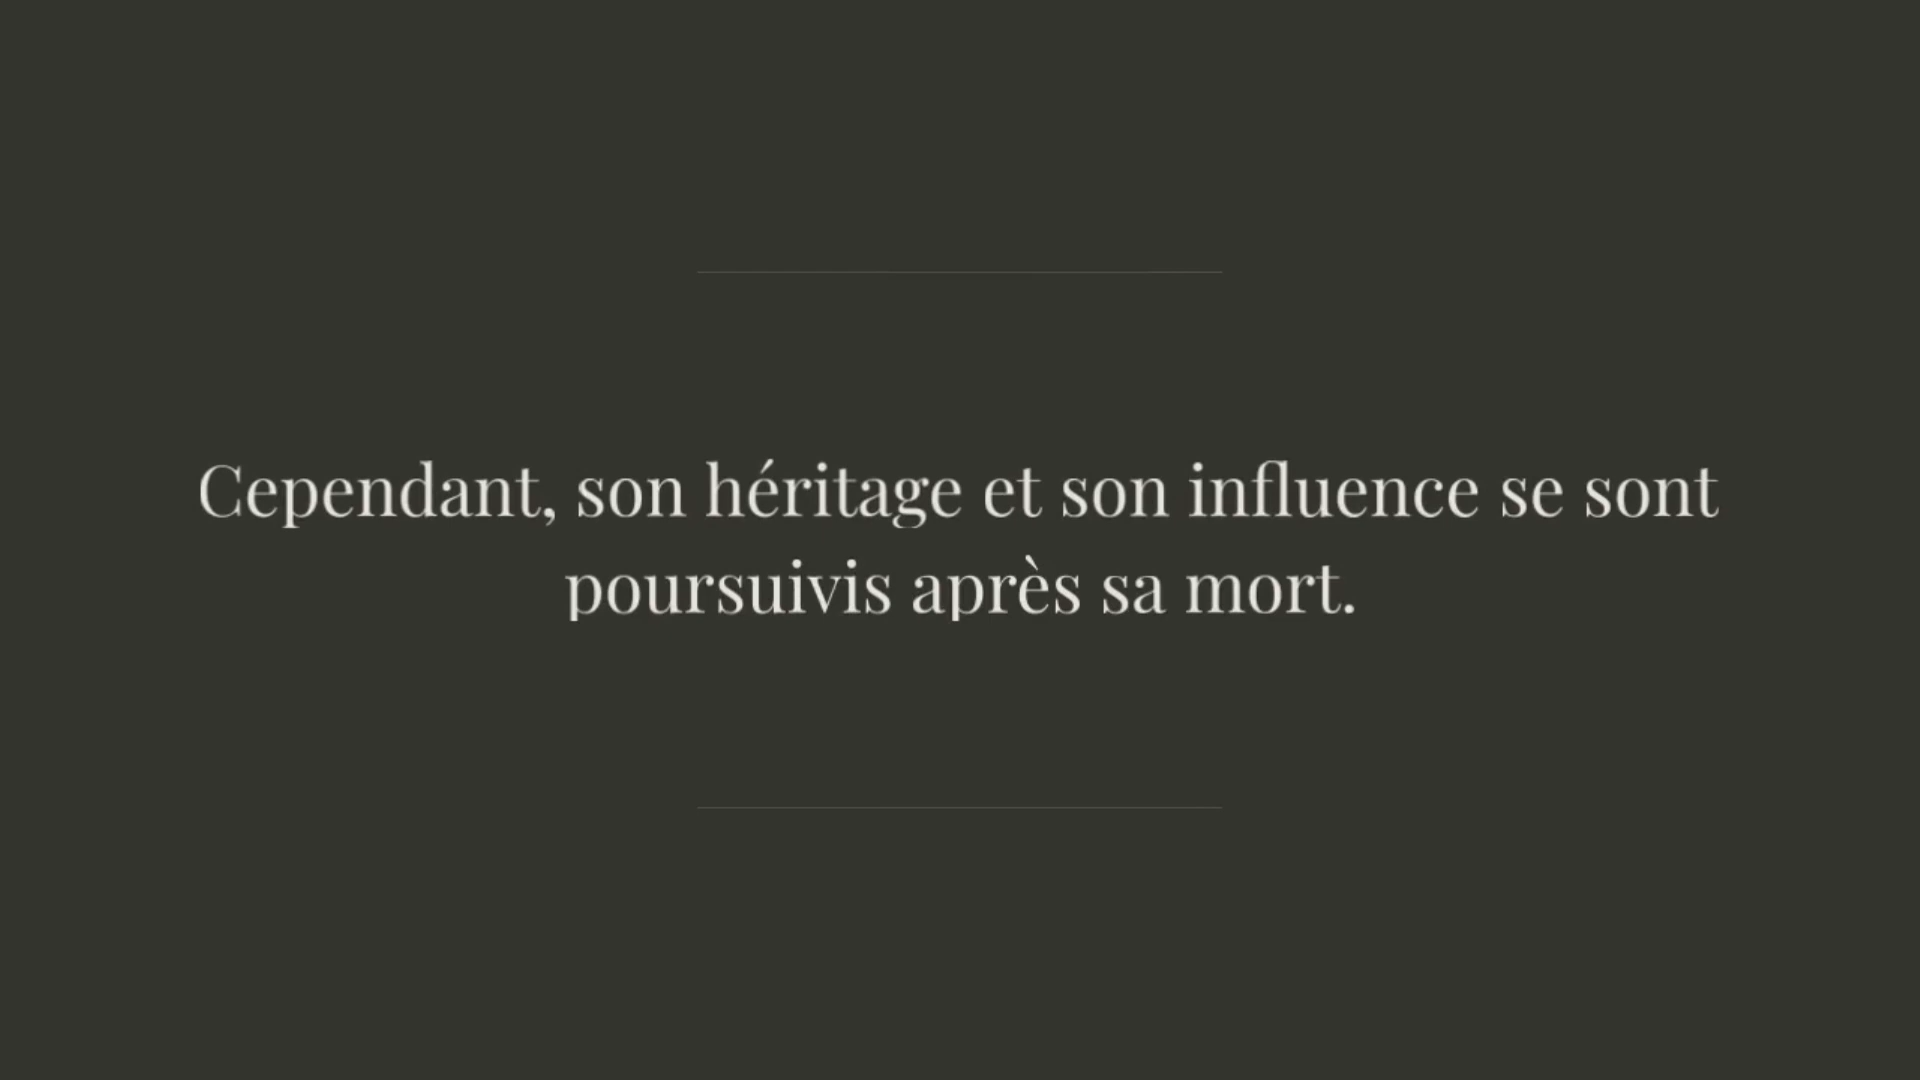 Cependant, son héritage et son influence se sont
poursuivis après sa mort.